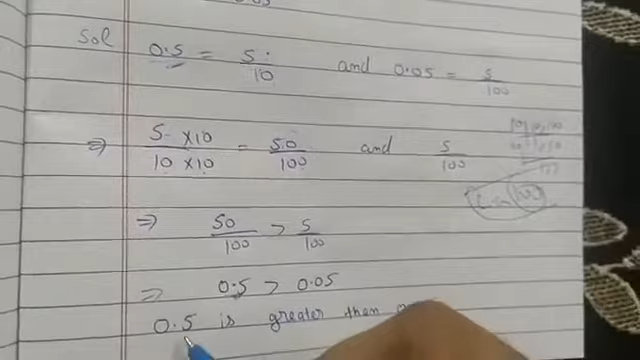 Sol 0.5 = 5/10 and 0.05 = 5/100
⇒ 5 ×10 / 10 ×10 = 50/100 and 5/100
⇒ 50/100 > 5/100
⇒ 0.5 > 0.05
0.5 is greater then